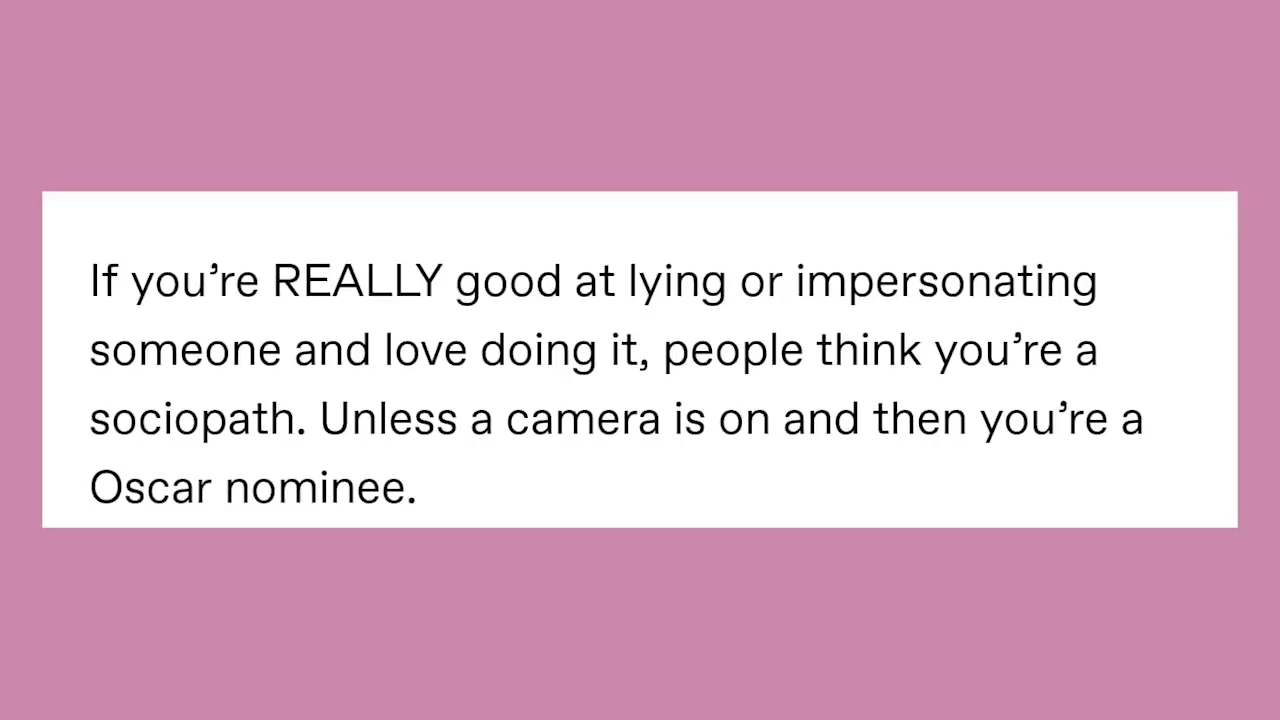 If you’re REALLY good at lying or impersonating
someone and love doing it, people think you’re a
sociopath. Unless a camera is on and then you’re a
Oscar nominee.